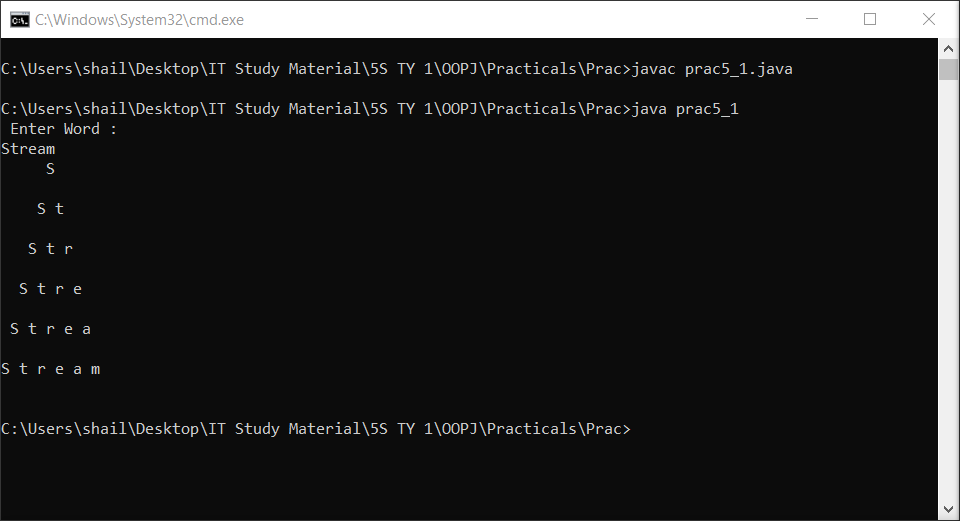 C:\Windows\System32\cmd.exe
C:\Users\shail\Desktop\IT Study Material\5S TY 1\OOPJ\Practicals\Prac>javac prac5_1.java
C:\Users\shail\Desktop\IT Study Material\5S TY 1\OOPJ\Practicals\Prac>java prac5_1
 Enter Word :
Stream
     S
    S t
   S t r
  S t r e
 S t r e a
S t r e a m
C:\Users\shail\Desktop\IT Study Material\5S TY 1\OOPJ\Practicals\Prac>